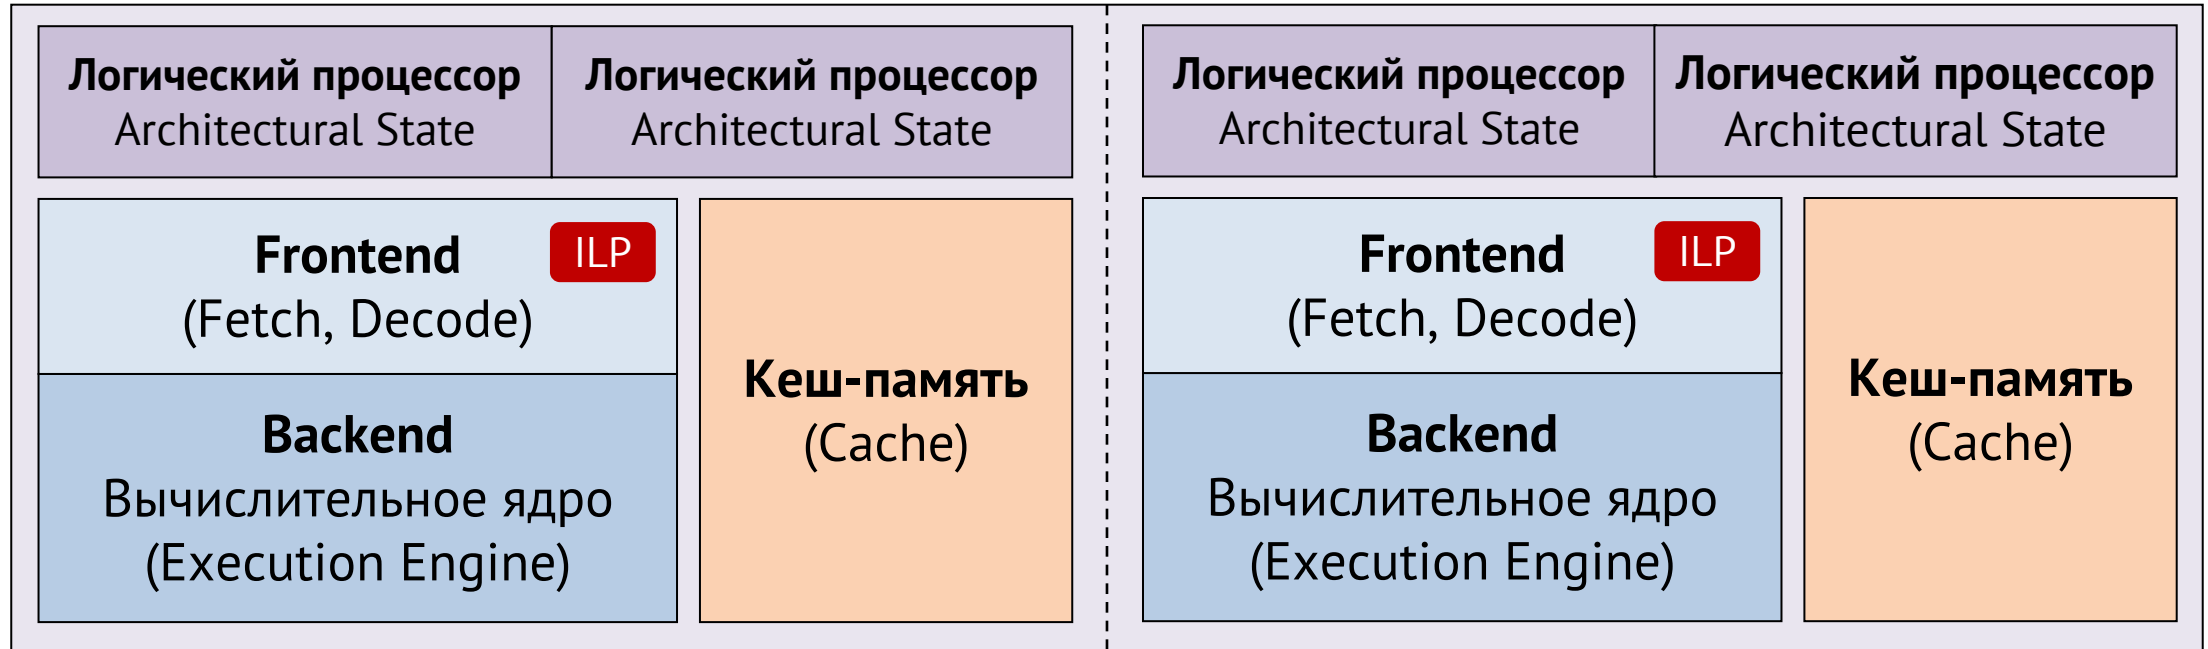 Логический процессор
Architectural State
Логический процессор
Architectural State
Frontend
(Fetch, Decode)
ILP
Backend
Вычислительное ядро
(Execution Engine)
Кеш-память
(Cache)
Логический процессор
Architectural State
Логический процессор
Architectural State
Frontend
(Fetch, Decode)
ILP
Backend
Вычислительное ядро
(Execution Engine)
Кеш-память
(Cache)